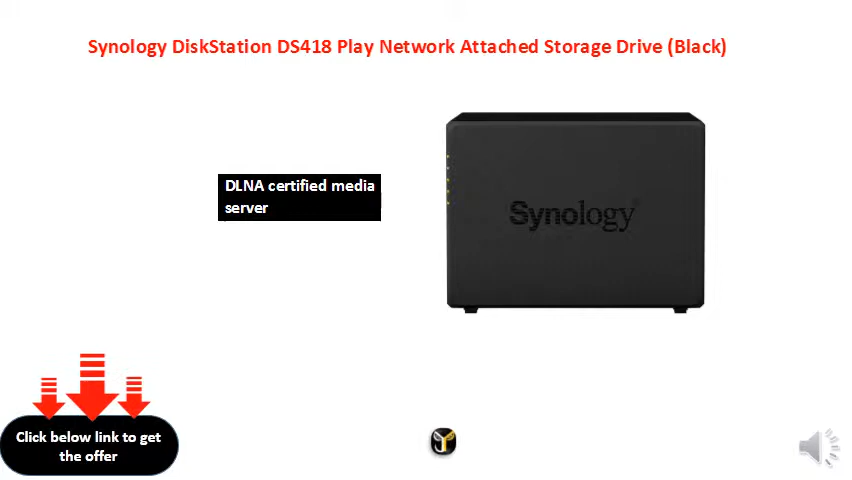 Synology DiskStation DS418 Play Network Attached Storage Drive (Black)
DLNA certified media
server
Synology
Click below link to get
the offer